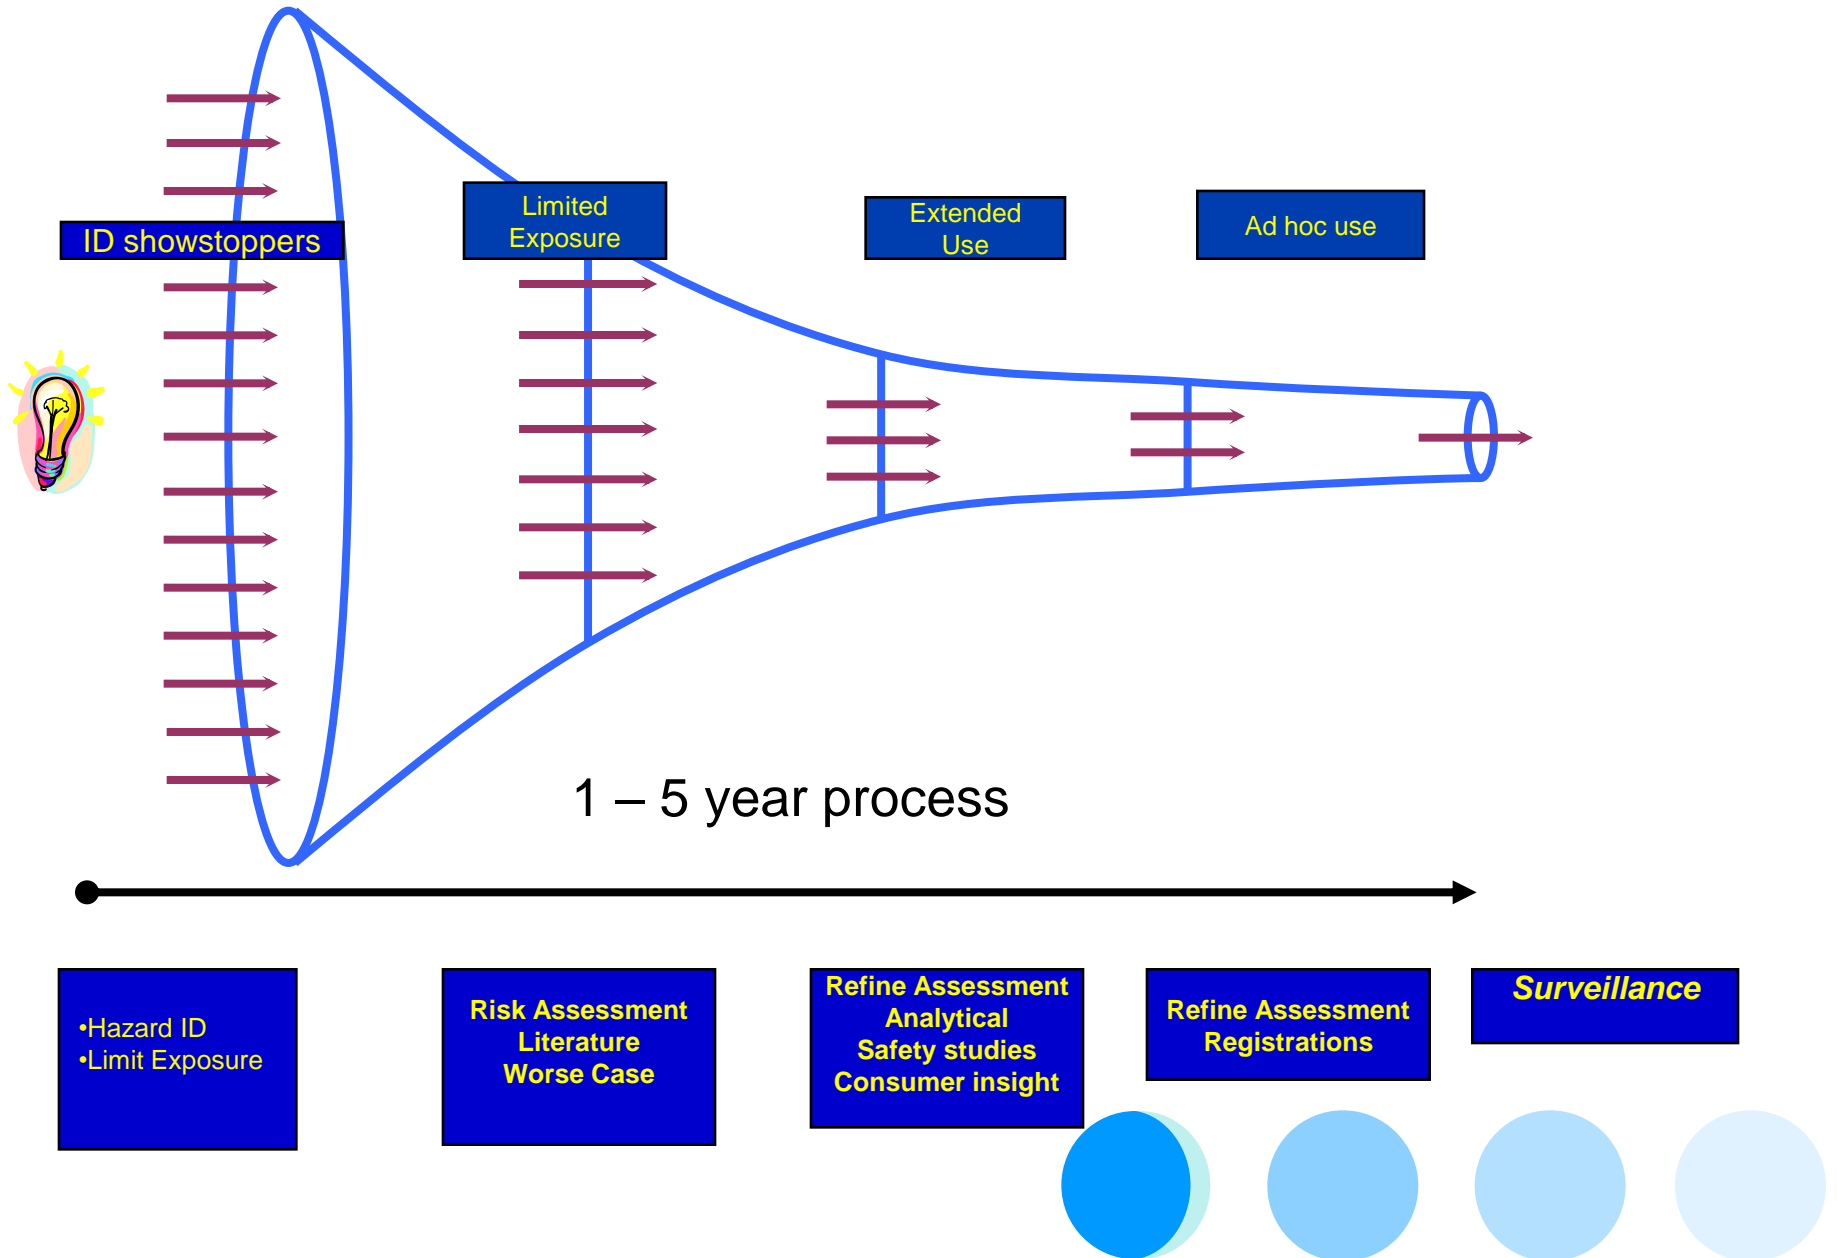 ID showstoppers
Limited
Exposure
Extended
Use
Ad hoc use
1 – 5 year process
•Hazard ID
•Limit Exposure
Risk Assessment
Literature
Worse Case
Refine Assessment
Analytical
Safety studies
Consumer insight
Refine Assessment
Registrations
Surveillance